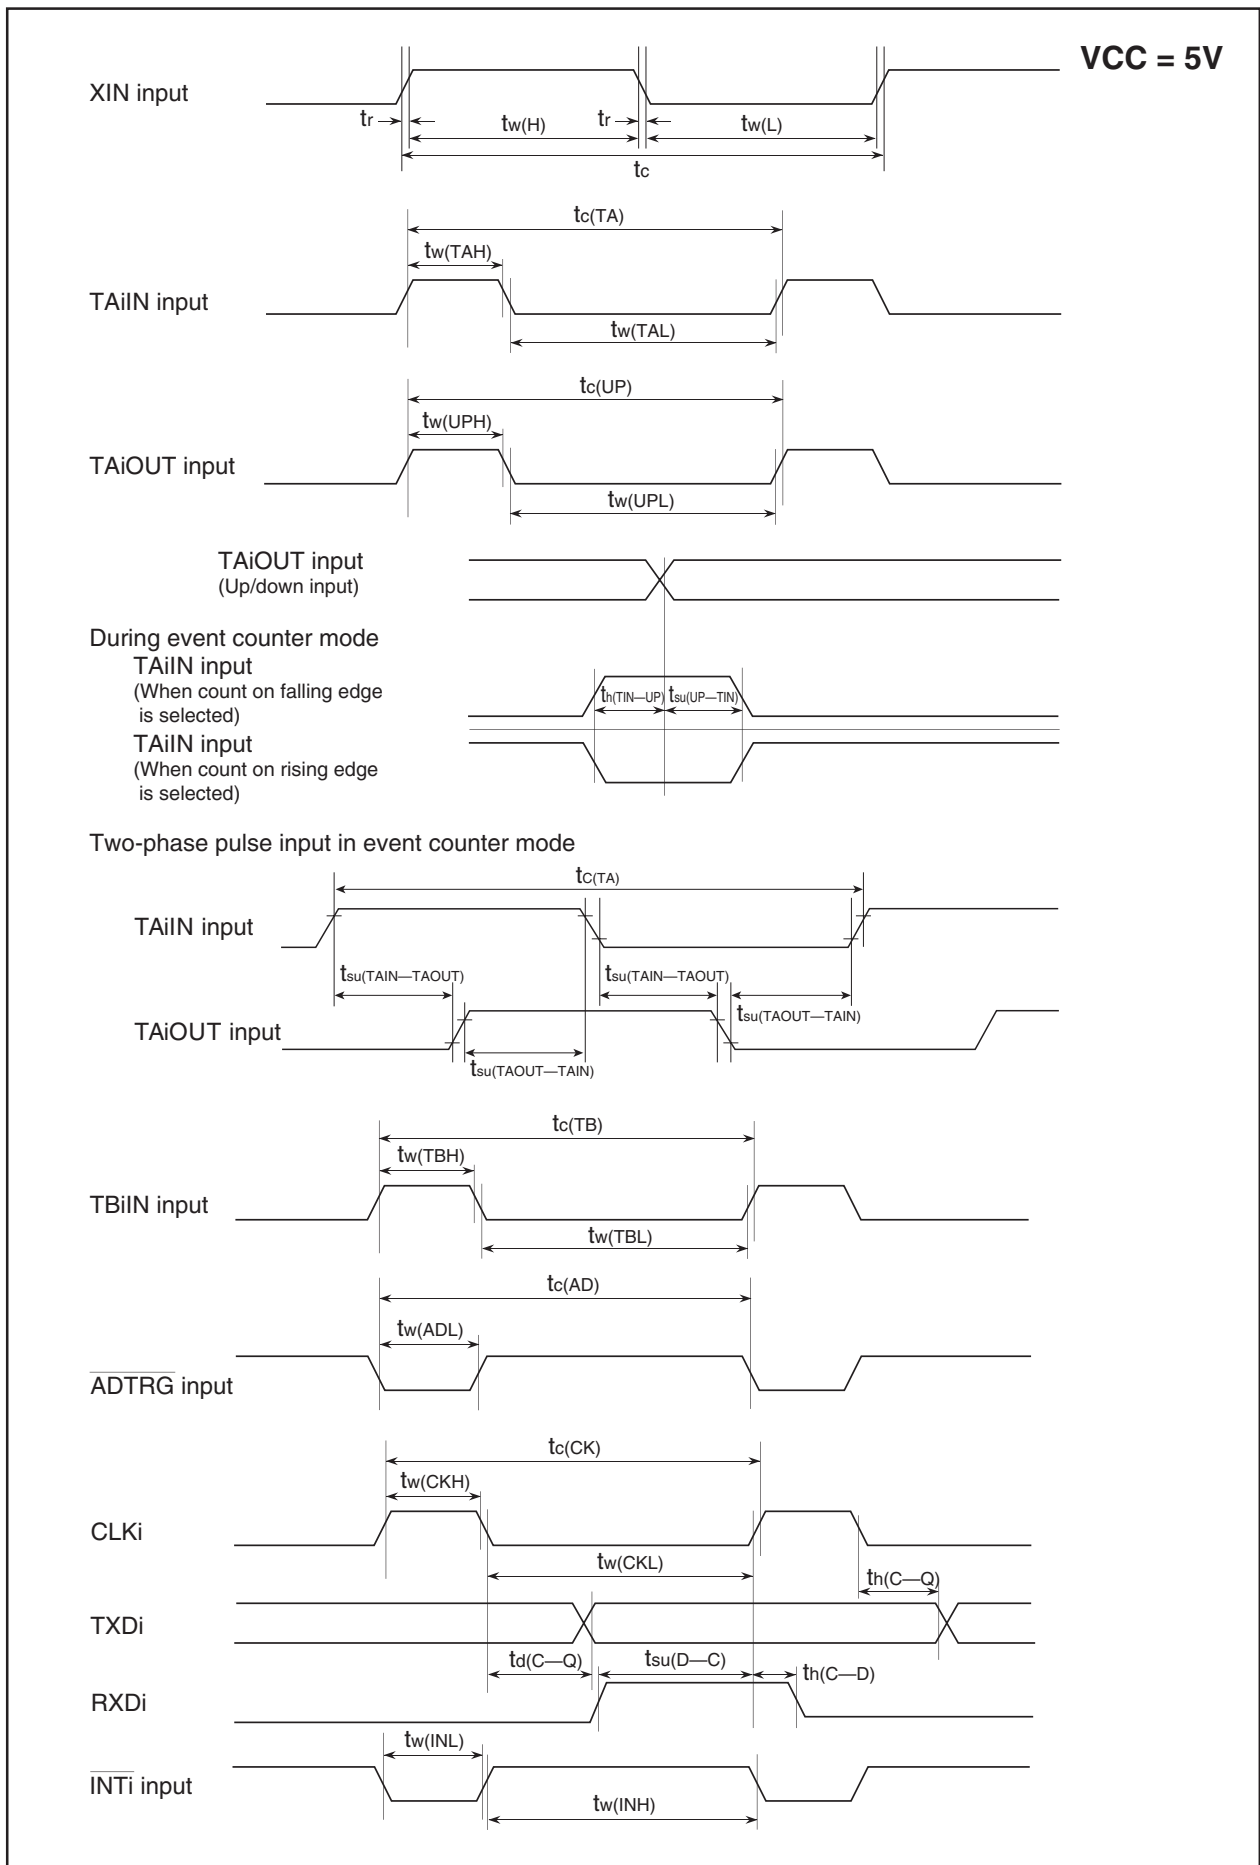 VCC = 5V
XIN input
tr
tw(H)
tr
tw(L)
tc
tc(TA)
tw(TAH)
TAiIN input
tw(TAL)
tc(UP)
tw(UPH)
TAiOUT input
tw(UPL)
TAiOUT input
(Up/down input)
During event counter mode
TAiIN input
(When count on falling edge
is selected)
th(TIN—UP)
tsu(UP—TIN)
TAiIN input
(When count on rising edge
is selected)
Two-phase pulse input in event counter mode
tC(TA)
TAiIN input
tsu(TAIN—TAOUT)
tsu(TAIN—TAOUT)
tsu(TAOUT—TAIN)
TAiOUT input
tsu(TAOUT—TAIN)
tc(TB)
tw(TBH)
TBiIN input
tw(TBL)
tc(AD)
tw(ADL)
ADTRG input
tc(CK)
tw(CKH)
CLKi
tw(CKL)
th(C—Q)
TXDi
td(C—Q)
tsu(D—C)
th(C—D)
RXDi
tw(INL)
INTi input
tw(INH)